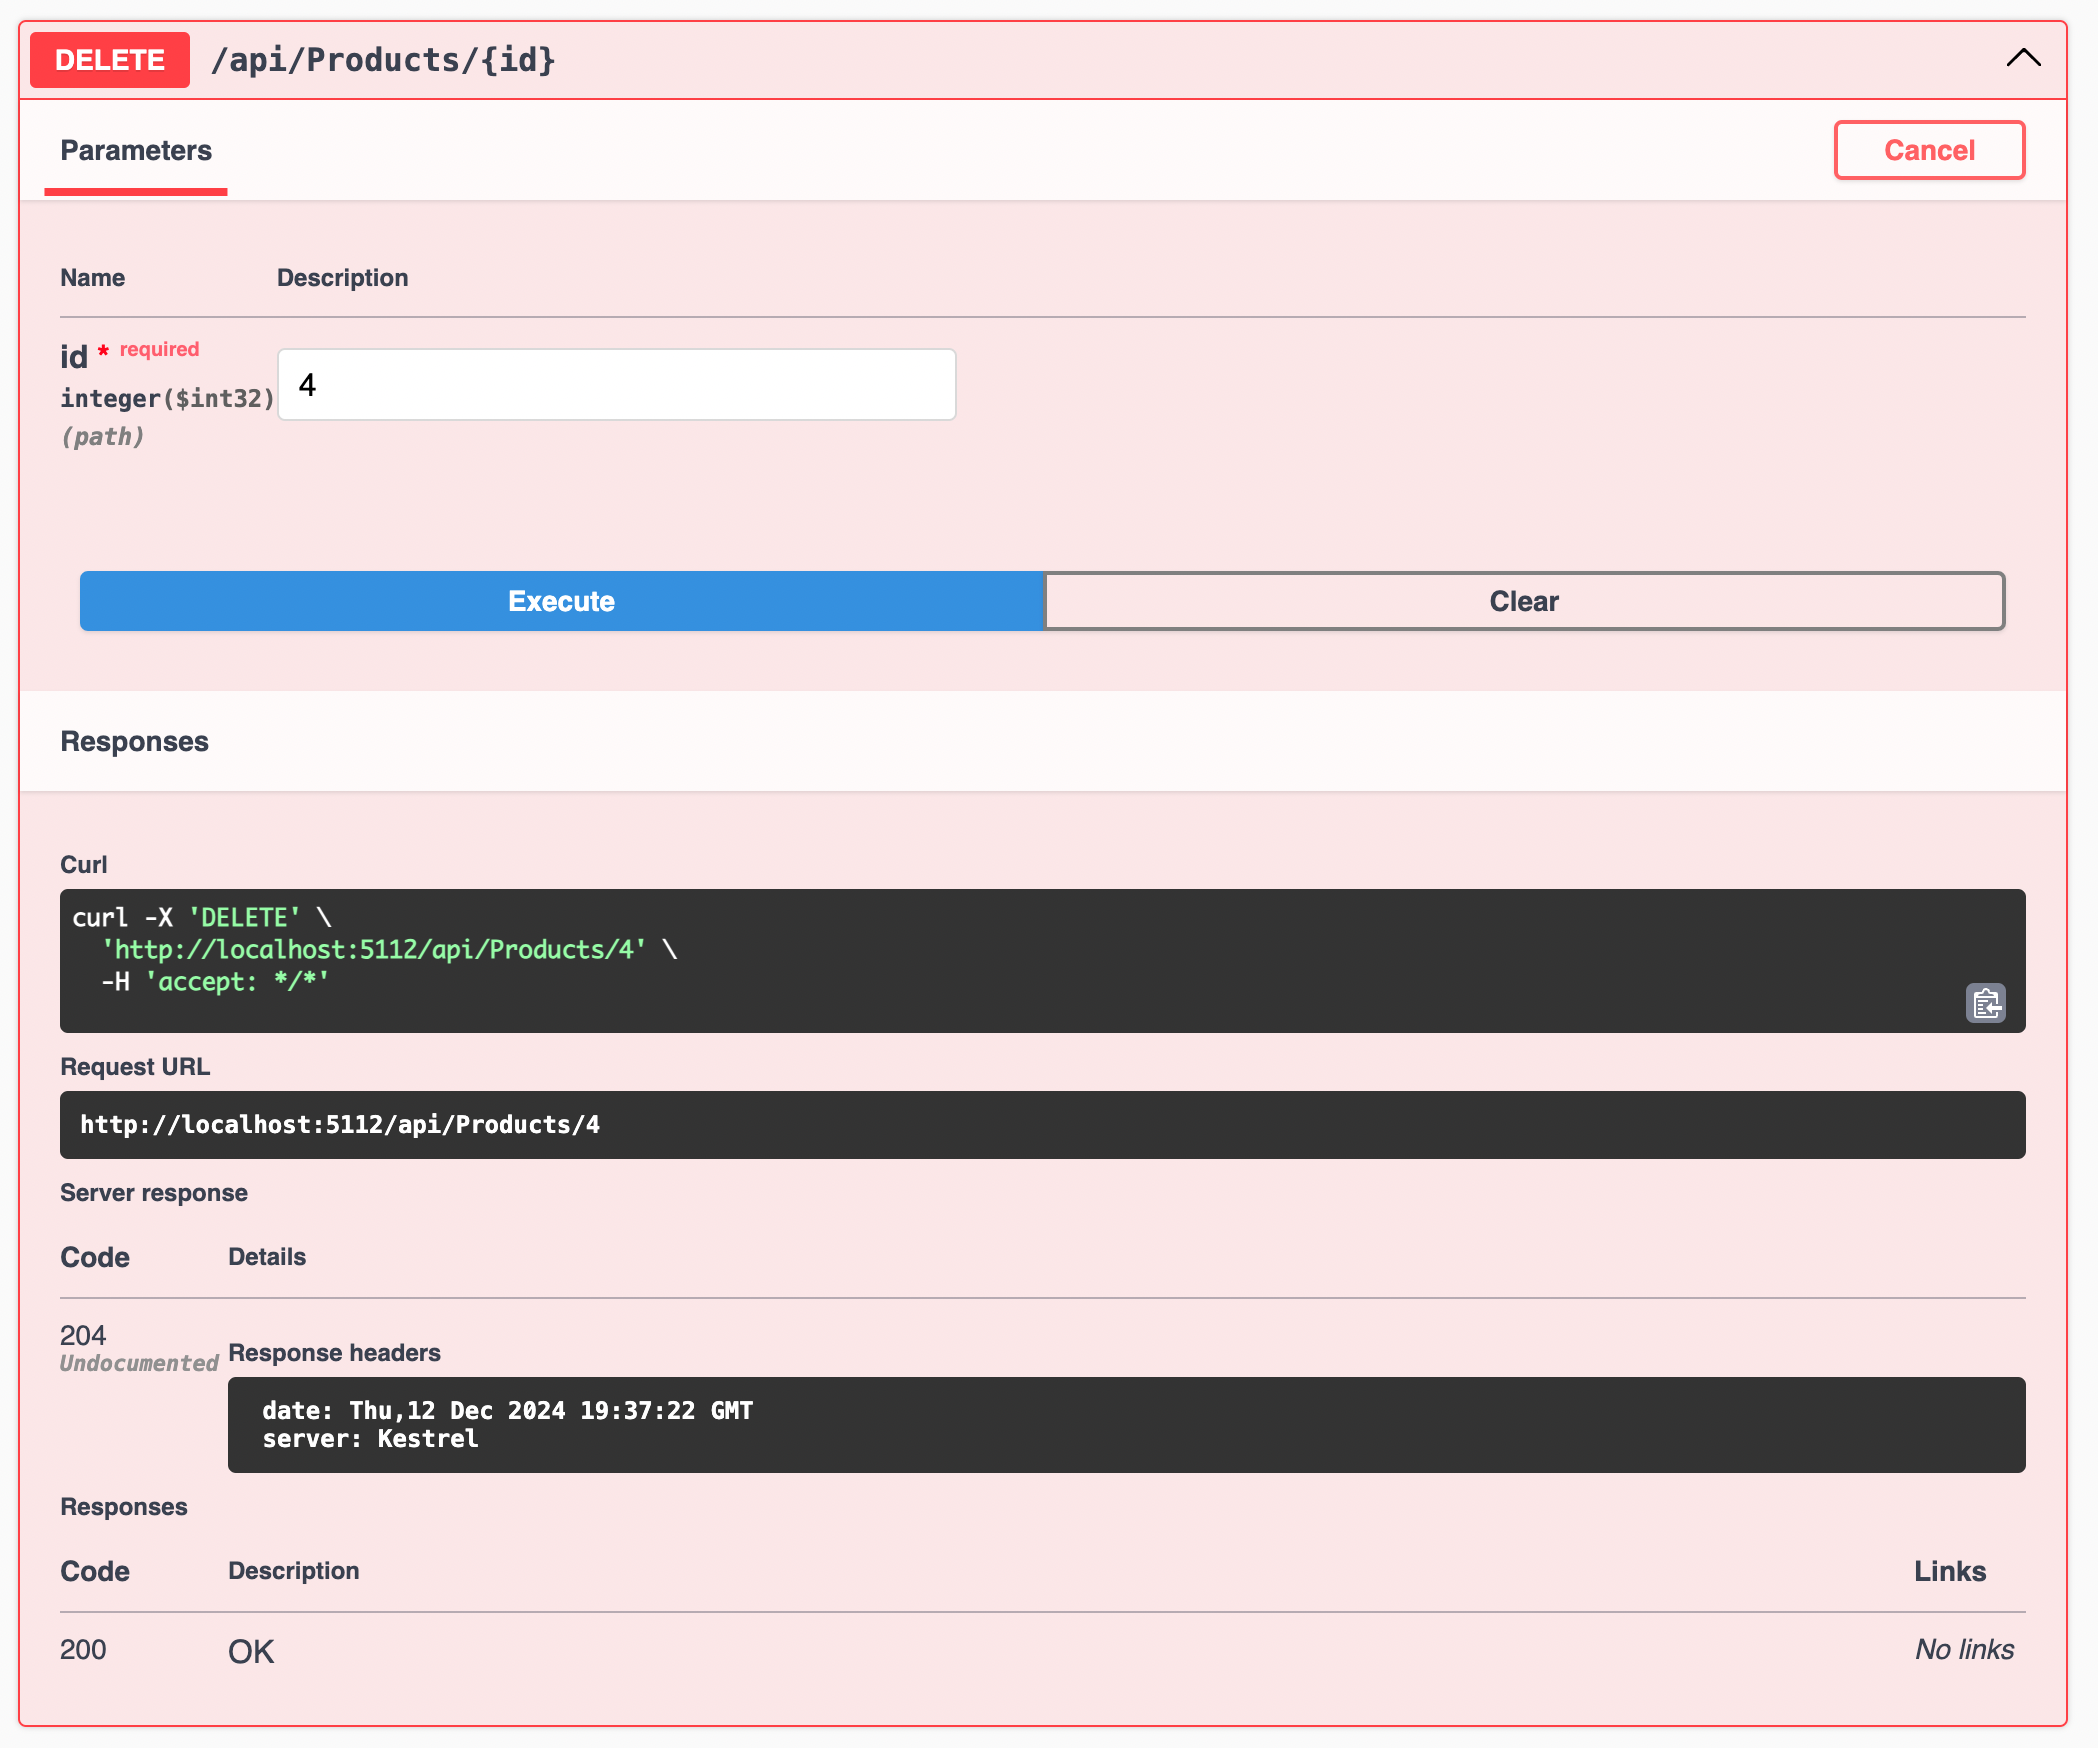 DELETE /api/Products/{id}
Parameters
Cancel
Name Description
id * required
integer($int32)
(path)
4
Execute Clear
Responses
Curl
curl -X 'DELETE' \
  'http://localhost:5112/api/Products/4' \
  -H 'accept: */*'
Request URL
http://localhost:5112/api/Products/4
Server response
Code Details
204
Undocumented
Response headers
date: Thu,12 Dec 2024 19:37:22 GMT
server: Kestrel
Responses
Code Description Links
200 OK No links